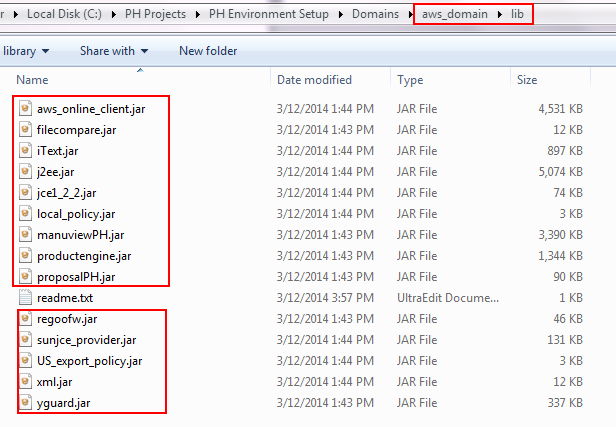 r ▸ Local Disk (C:) ▸ PH Projects ▸ PH Environment Setup ▸ Domains ▸ aws_domain ▸ lib
library Share with New folder
Name Date modified Type Size
aws_online_client.jar 3/12/2014 1:44 PM JAR File 4,531 KB
filecompare.jar 3/12/2014 1:43 PM JAR File 12 KB
iText.jar 3/12/2014 1:44 PM JAR File 897 KB
j2ee.jar 3/12/2014 1:44 PM JAR File 5,074 KB
jce1_2_2.jar 3/12/2014 1:44 PM JAR File 74 KB
local_policy.jar 3/12/2014 1:44 PM JAR File 3 KB
manuviewPH.jar 3/12/2014 1:43 PM JAR File 3,390 KB
productengine.jar 3/12/2014 1:44 PM JAR File 1,344 KB
proposalPH.jar 3/12/2014 1:44 PM JAR File 90 KB
readme.txt 3/12/2014 3:57 PM UltraEdit Docume... 1 KB
regoofw.jar 3/12/2014 1:43 PM JAR File 46 KB
sunjce_provider.jar 3/12/2014 1:44 PM JAR File 131 KB
US_export_policy.jar 3/12/2014 1:44 PM JAR File 3 KB
xml.jar 3/12/2014 1:43 PM JAR File 12 KB
yguard.jar 3/12/2014 1:43 PM JAR File 337 KB